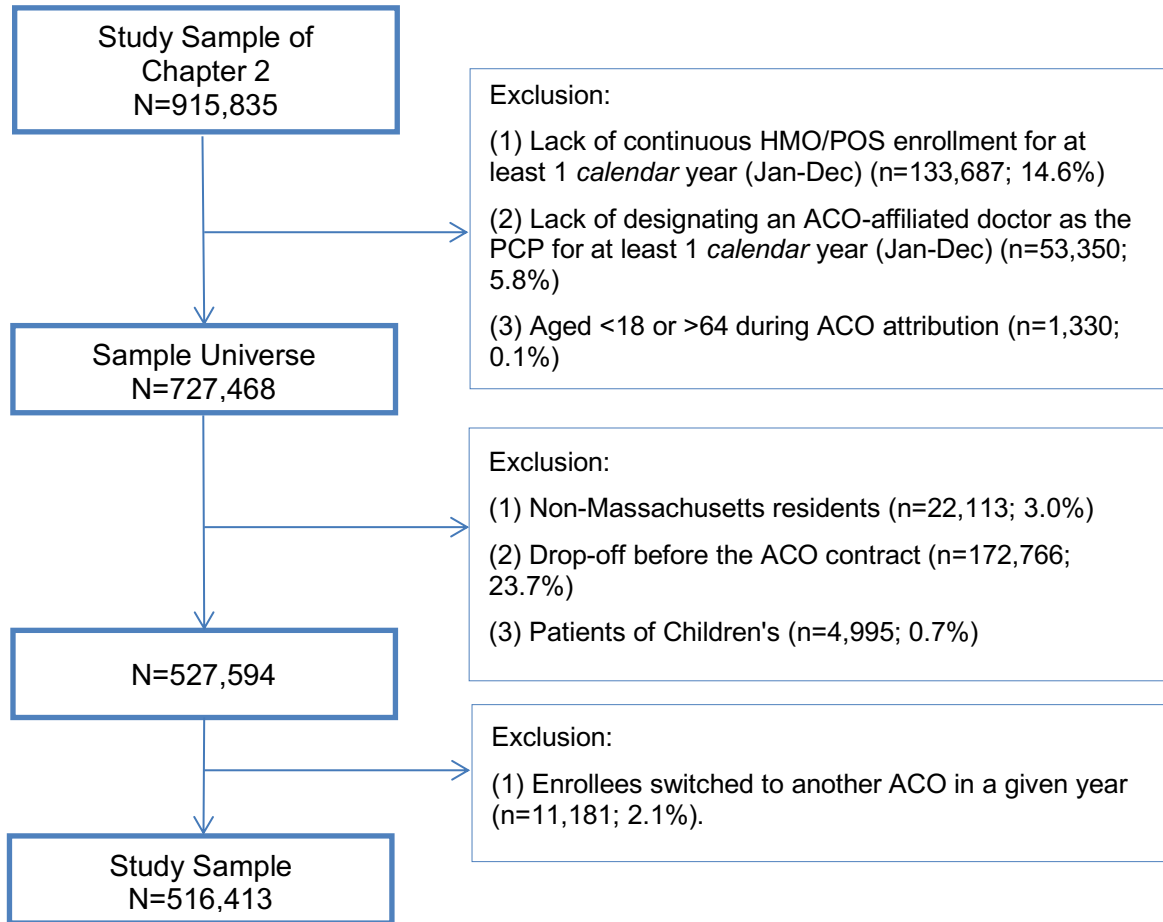 Study Sample of
Chapter 2
N=915,835
Exclusion:
(1) Lack of continuous HMO/POS enrollment for at
least 1 calendar year (Jan-Dec) (n=133,687; 14.6%)
(2) Lack of designating an ACO-affiliated doctor as the
PCP for at least 1 calendar year (Jan-Dec) (n=53,350;
5.8%)
(3) Aged <18 or >64 during ACO attribution (n=1,330;
0.1%)
Sample Universe
N=727,468
Exclusion:
(1) Non-Massachusetts residents (n=22,113; 3.0%)
(2) Drop-off before the ACO contract (n=172,766;
23.7%)
(3) Patients of Children's (n=4,995; 0.7%)
N=527,594
Exclusion:
(1) Enrollees switched to another ACO in a given year
(n=11,181; 2.1%).
Study Sample
N=516,413